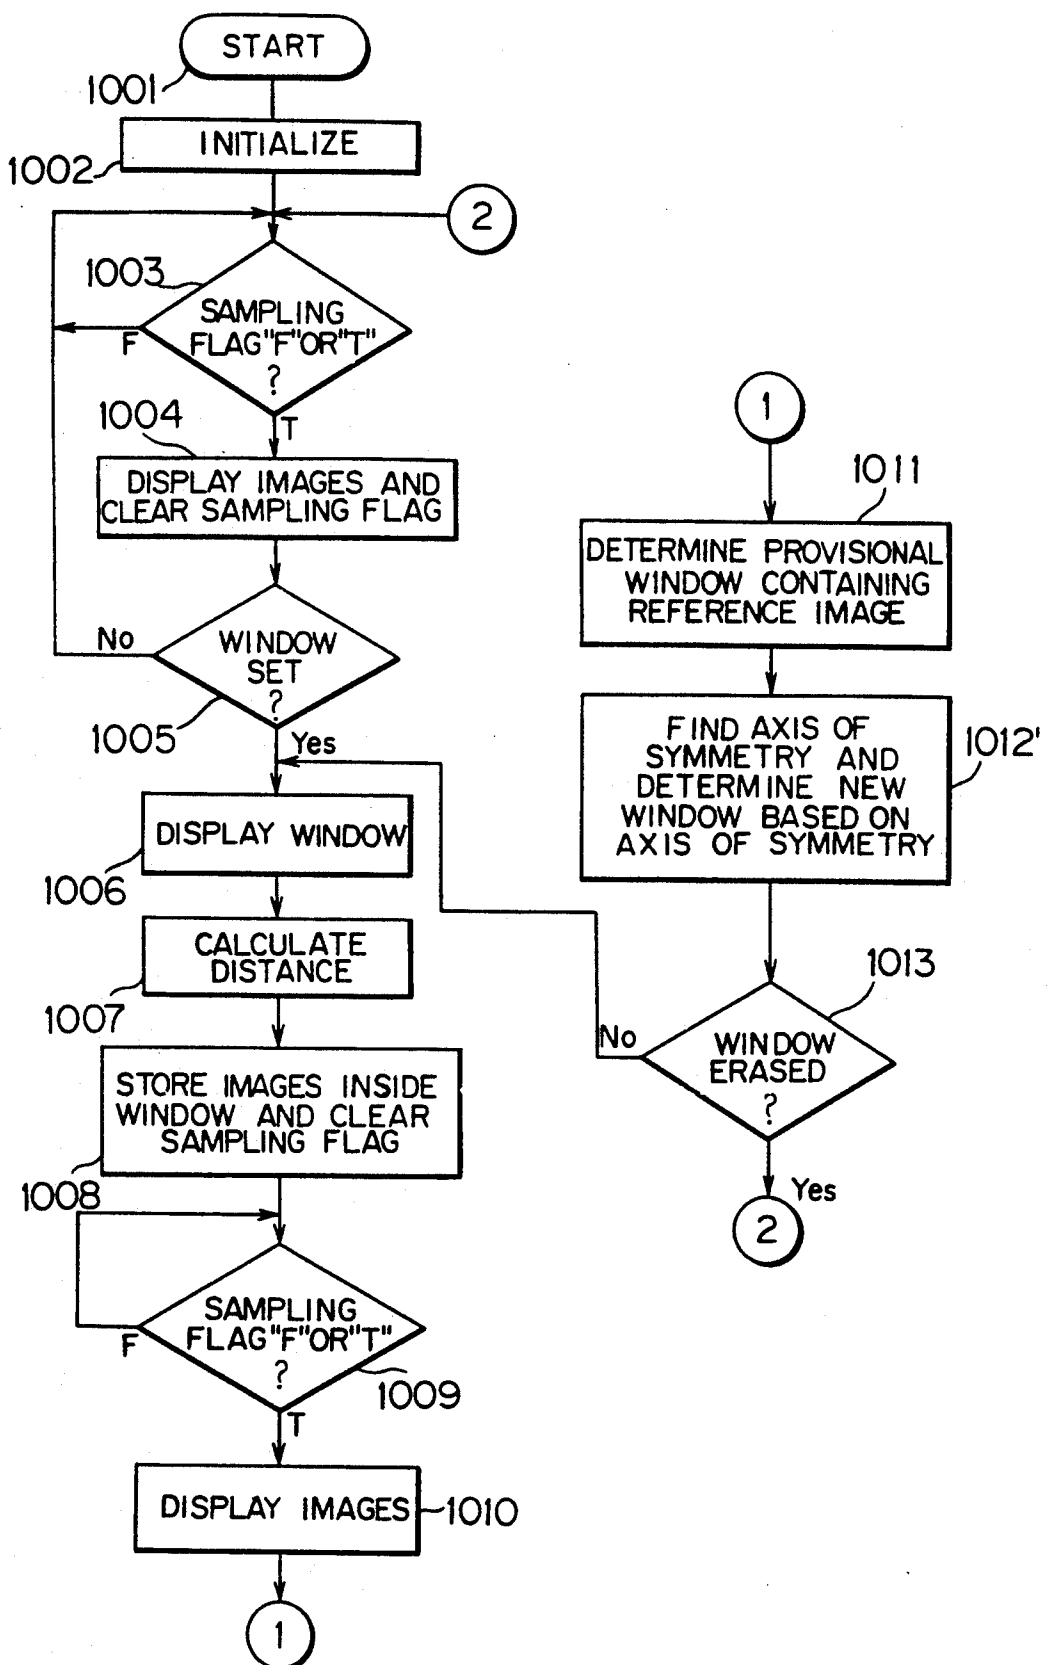 START
1001
INITIALIZE
1002
2
1003
SAMPLING
FLAG"F"OR"T"
?
F
T
1004
DISPLAY IMAGES AND
CLEAR SAMPLING FLAG
No
WINDOW
SET
?
1005
Yes
DISPLAY WINDOW
1006
CALCULATE
DISTANCE
1007
STORE IMAGES INSIDE
WINDOW AND CLEAR
SAMPLING FLAG
1008
SAMPLING
FLAG"F"OR"T"
?
F
1009
T
DISPLAY IMAGES
1010
1
1
1011
DETERMINE PROVISIONAL
WINDOW CONTAINING
REFERENCE IMAGE
FIND AXIS OF
SYMMETRY AND
DETERMINE NEW
WINDOW BASED ON
AXIS OF SYMMETRY
1012'
1013
No
WINDOW
ERASED
?
Yes
2